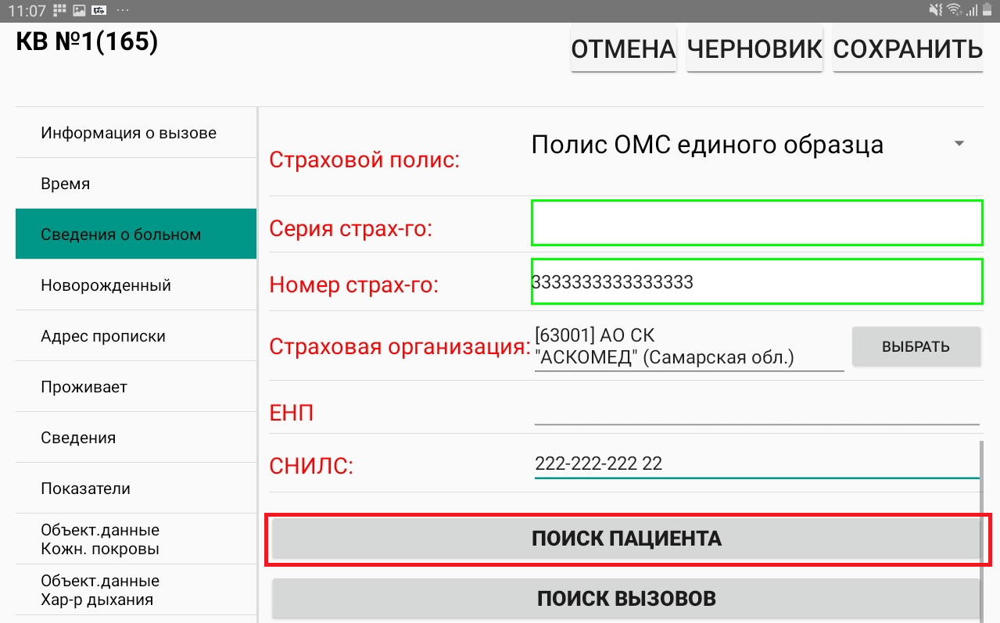 11:07
КВ №1(165)
ОТМЕНА ЧЕРНОВИК СОХРАНИТЬ
Информация о вызове
Время
Сведения о больном
Новорожденный
Адрес прописки
Проживает
Сведения
Показатели
Объект.данные
Кожн. покровы
Объект.данные
Хар-р дыхания
Страховой полис: Полис ОМС единого образца
Серия страх-го:
Номер страх-го: 3333333333333333
Страховая организация: [63001] АО СК
"АСКОМЕД" (Самарская обл.)
ВЫБРАТЬ
ЕНП
СНИЛС: 222-222-222 22
ПОИСК ПАЦИЕНТА
ПОИСК ВЫЗОВОВ